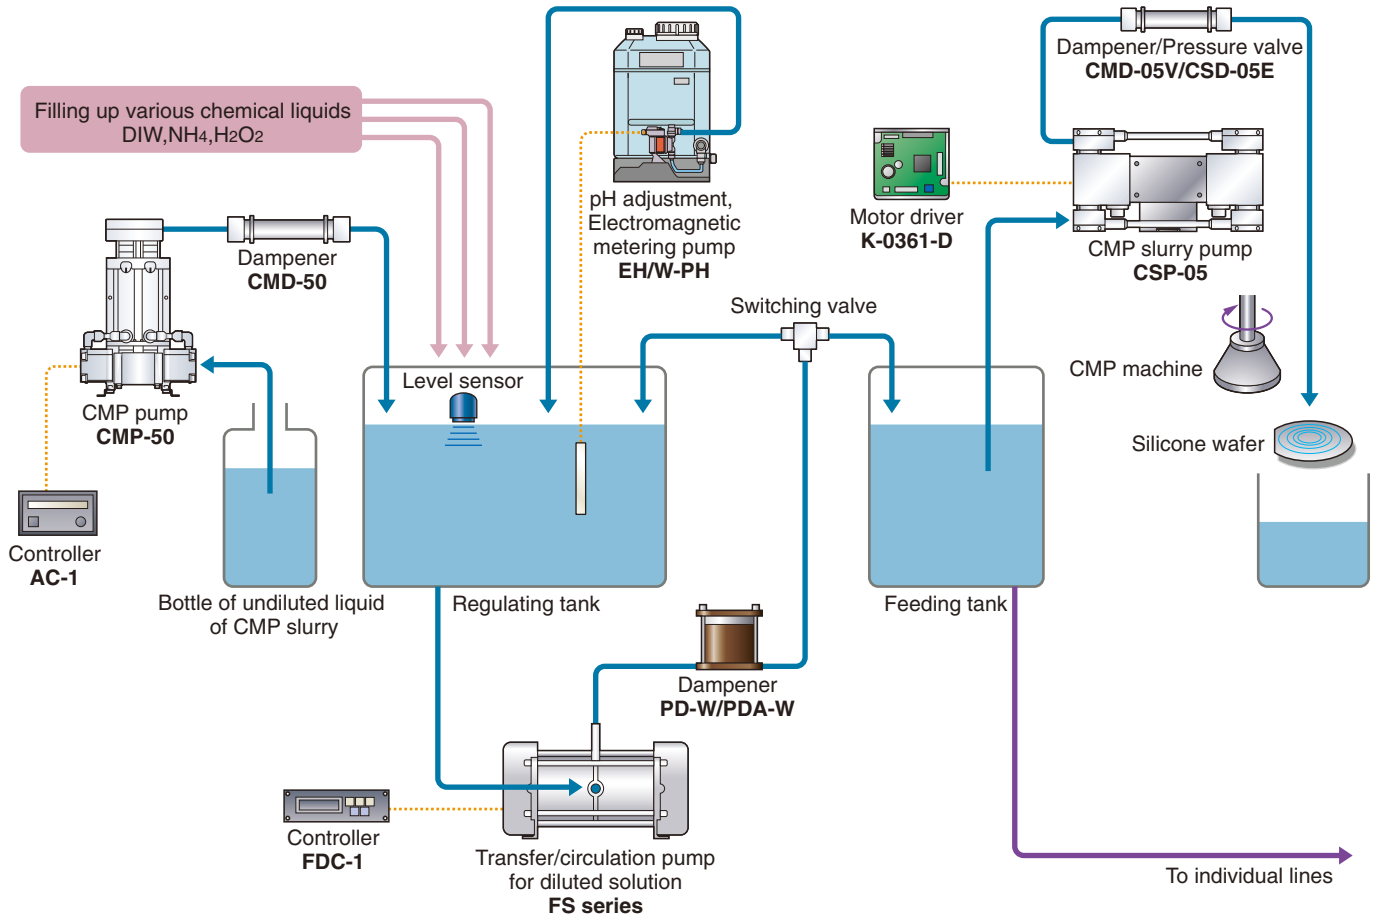 Filling up various chemical liquids
DIW,NH4,H2O2
pH adjustment,
Electromagnetic
metering pump
EH/W-PH
Dampener/Pressure valve
CMD-05V/CSD-05E
Motor driver
K-0361-D
CMP slurry pump
CSP-05
Dampener
CMD-50
Switching valve
CMP machine
Level sensor
CMP pump
CMP-50
Silicone wafer
Controller
AC-1
Bottle of undiluted liquid
of CMP slurry
Regulating tank
Feeding tank
Dampener
PD-W/PDA-W
Controller
FDC-1
Transfer/circulation pump
for diluted solution
FS series
To individual lines